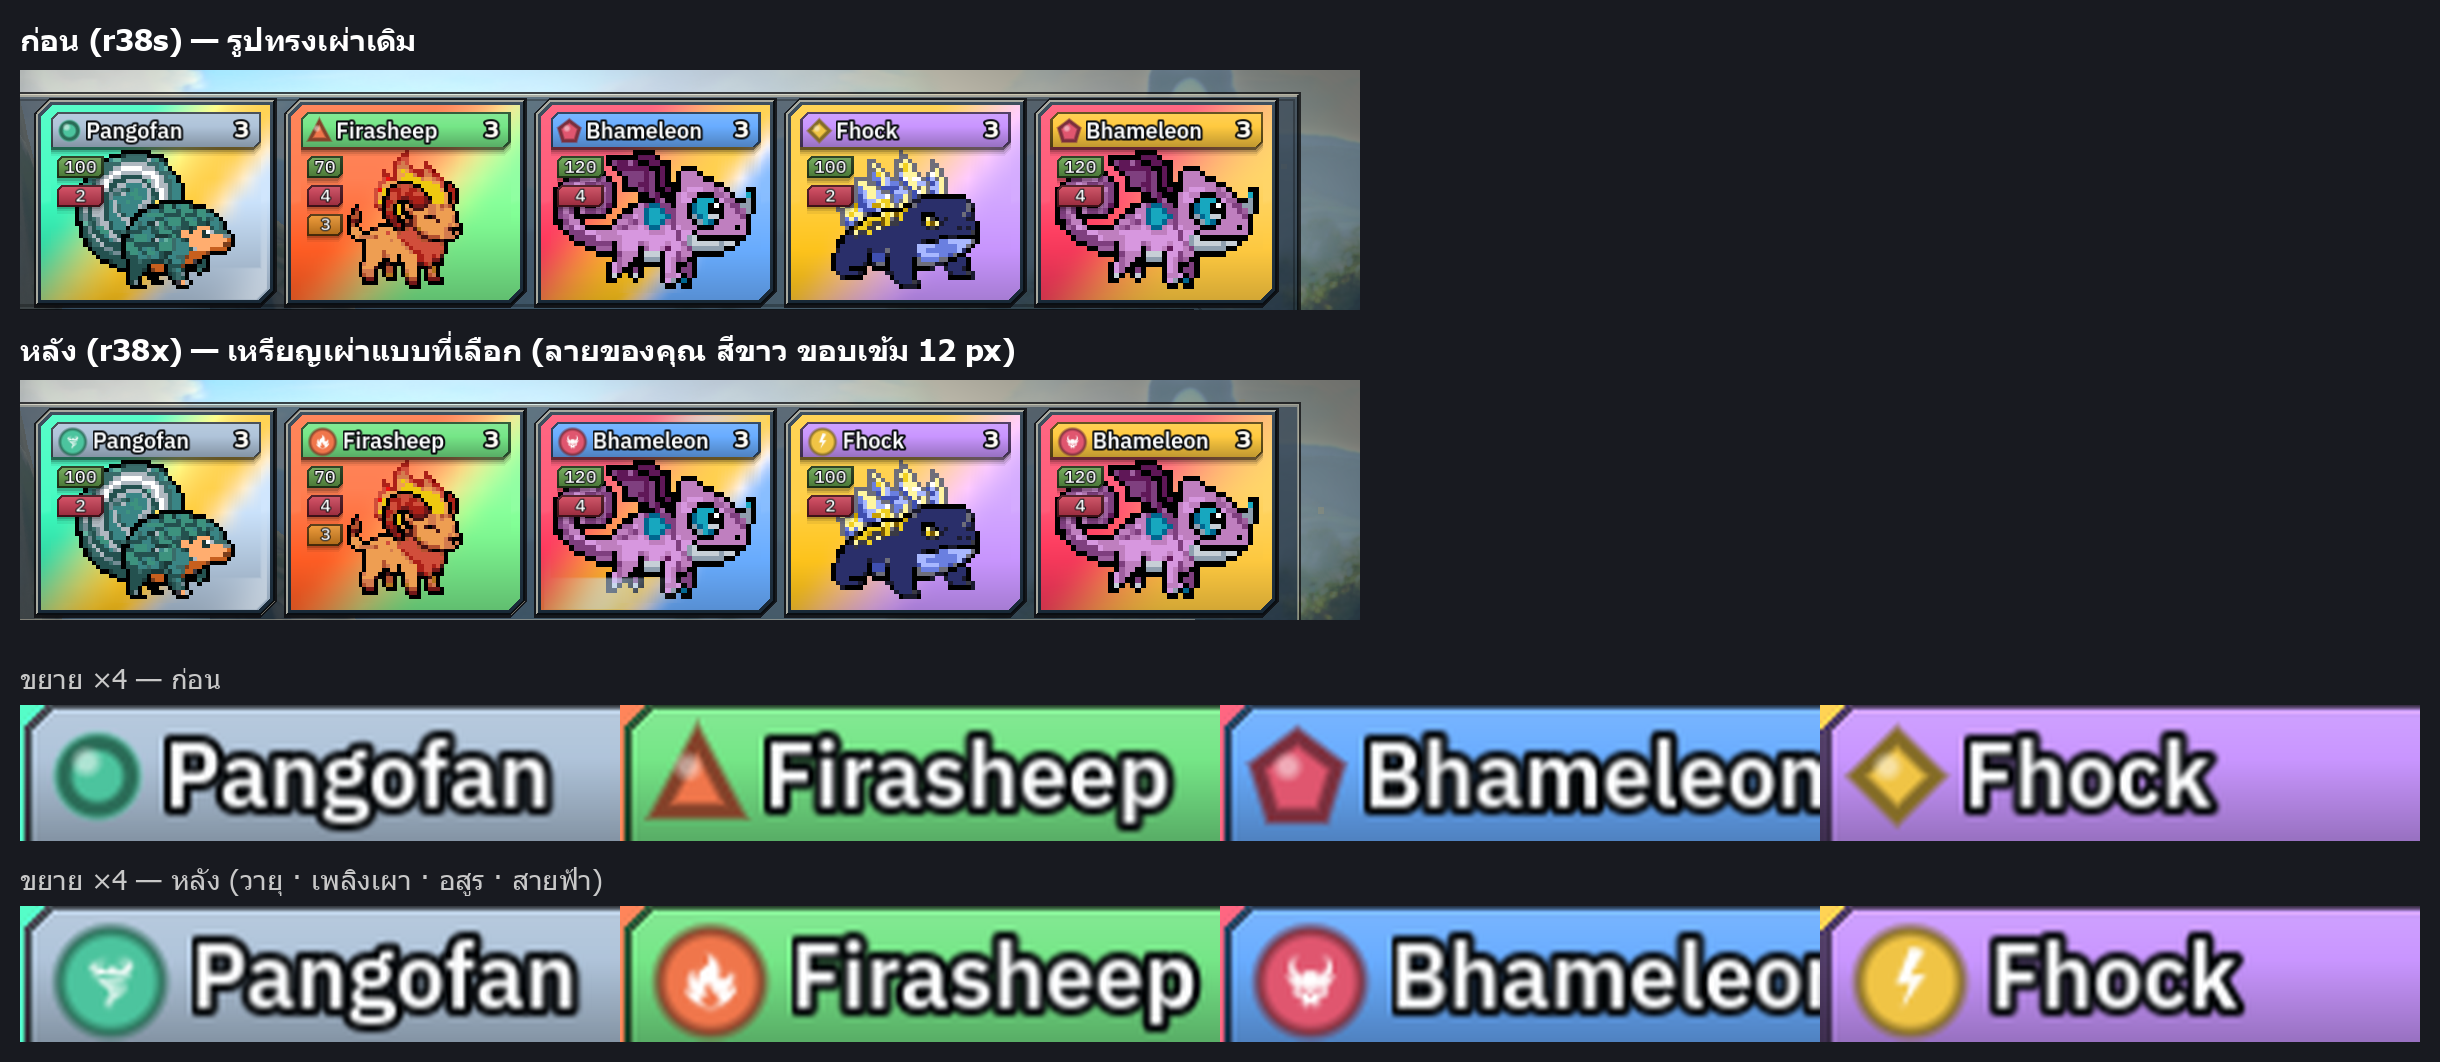 ก่อน (r38s) — รูปทรงเผ่าเดิม
Pangofan 3 Firasheep 3 Bhameleon 3 Fhock 3 Bhameleon 3
100 70 120 100 120
2 4 4 2 4
3
หลัง (r38x) — เหรียญเผ่าแบบที่เลือก (ลายของคุณ สีขาว ขอบเข้ม 12 px)
Pangofan 3 Firasheep 3 Bhameleon 3 Fhock 3 Bhameleon 3
100 70 120 100 120
2 4 4 2 4
3
ขยาย ×4 — ก่อน
Pangofan Firasheep Bhameleon Fhock
ขยาย ×4 — หลัง (วายุ · เพลิงเผา · อสูร · สายฟ้า)
Pangofan Firasheep Bhameleon Fhock